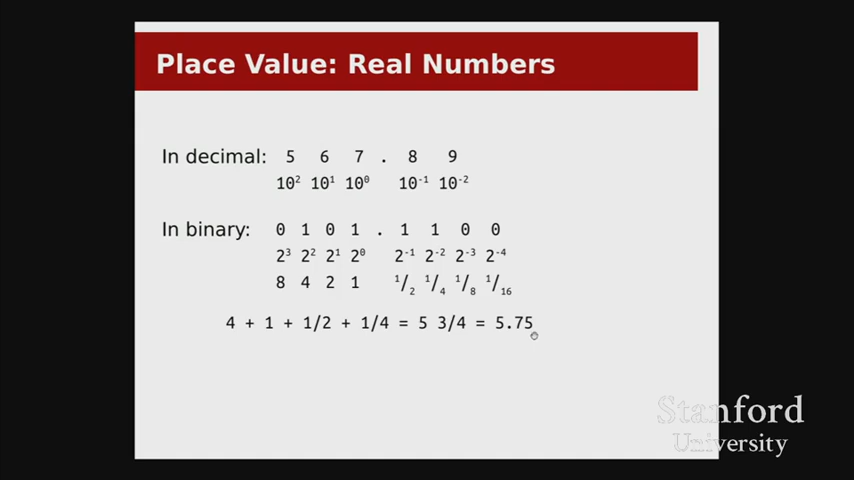 Place Value: Real Numbers
In decimal: 5 6 7 . 8 9
10² 10¹ 10⁰ 10⁻¹ 10⁻²
In binary: 0 1 0 1 . 1 1 0 0
2³ 2² 2¹ 2⁰ 2⁻¹ 2⁻² 2⁻³ 2⁻⁴
8 4 2 1 1/2 1/4 1/8 1/16
4 + 1 + 1/2 + 1/4 = 5 3/4 = 5.75
Stanford
University